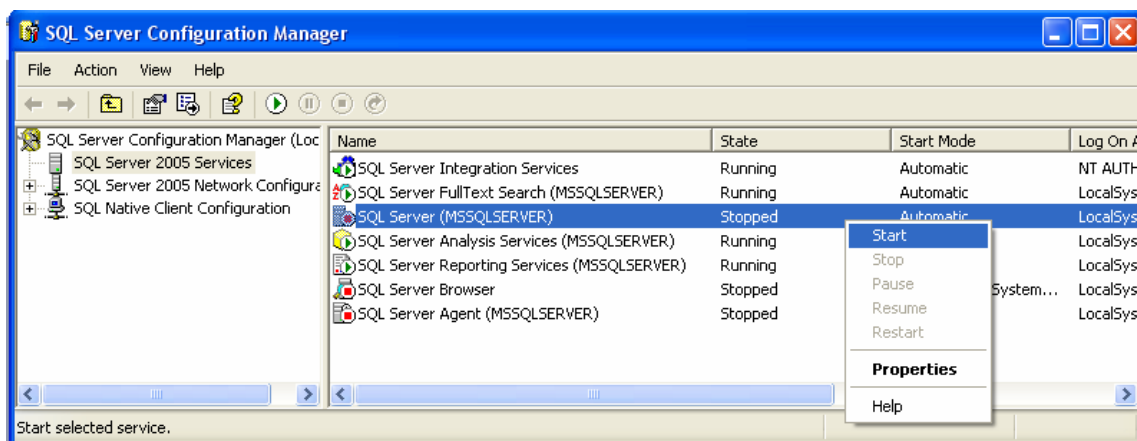 SQL Server Configuration Manager
File Action View Help
SQL Server Configuration Manager (Loc
SQL Server 2005 Services
SQL Server 2005 Network Configura
SQL Native Client Configuration
Name State Start Mode Log On A
SQL Server Integration Services Running Automatic NT AUTH
SQL Server FullText Search (MSSQLSERVER) Running Automatic LocalSys
SQL Server (MSSQLSERVER) Stopped Automatic LocalSys
SQL Server Analysis Services (MSSQLSERVER) Running LocalSys
SQL Server Reporting Services (MSSQLSERVER) Running LocalSys
SQL Server Browser Stopped System... LocalSys
SQL Server Agent (MSSQLSERVER) Stopped LocalSys
Start
Stop
Pause
Resume
Restart
Properties
Help
Start selected service.